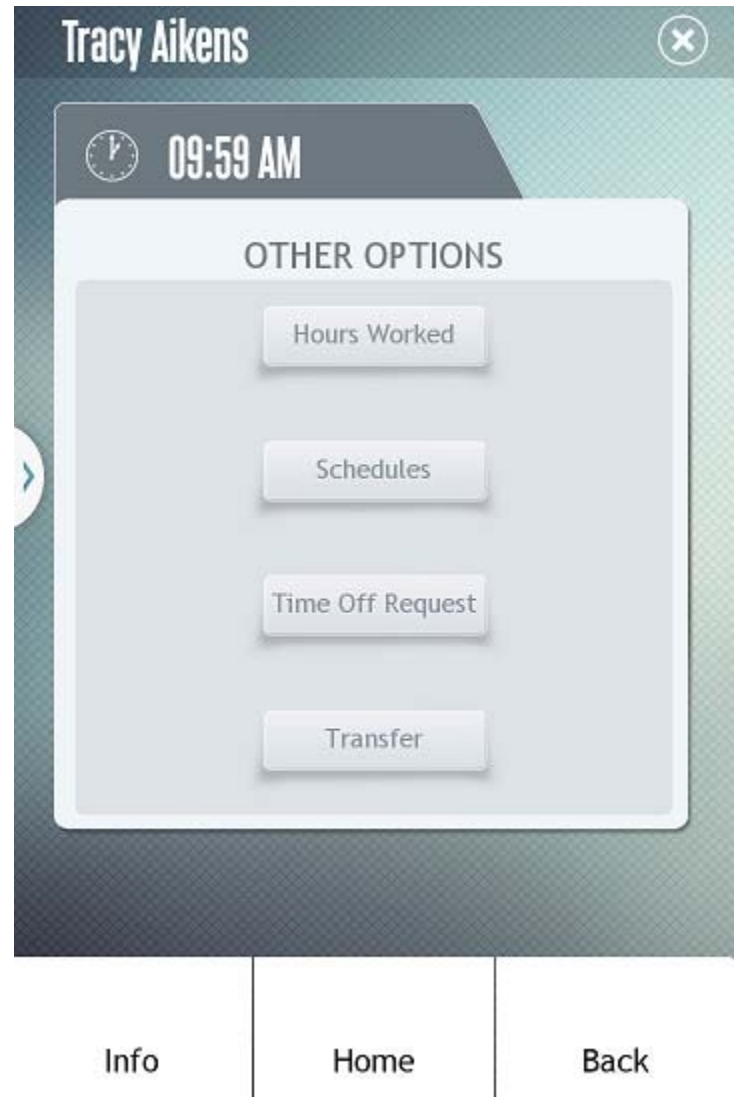 Tracy Aikens
09:59 AM
OTHER OPTIONS
Hours Worked
Schedules
Time Off Request
Transfer
Info
Home
Back